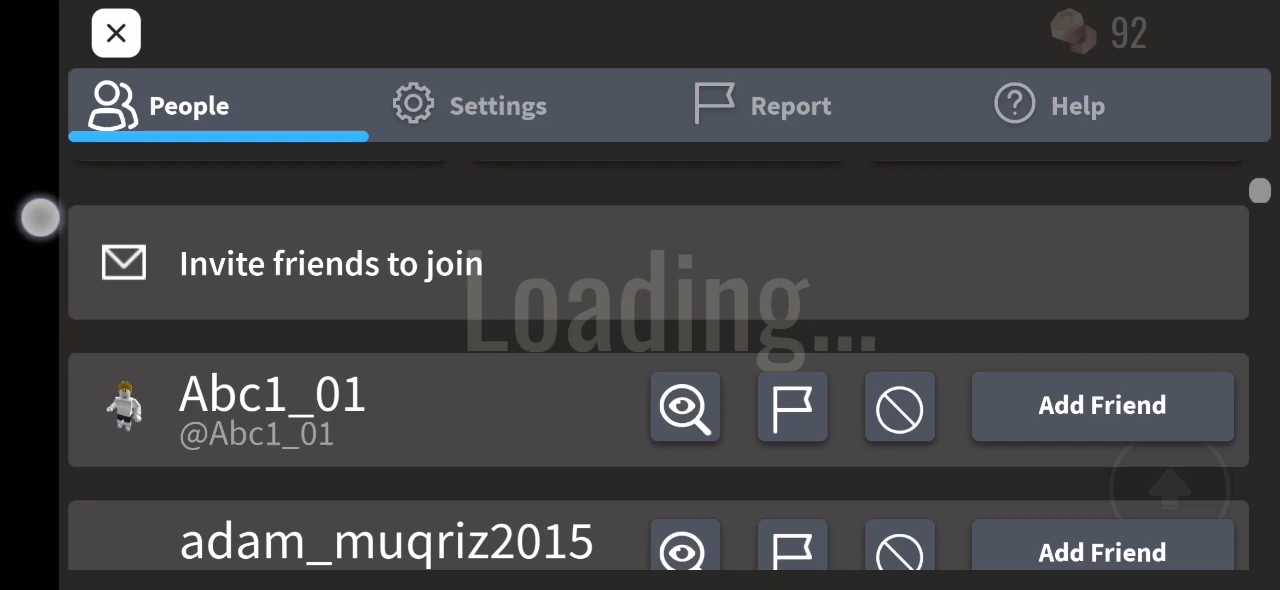 92
People
Settings
Report
Help
Invite friends to join
Loading...
Abc1_01
@Abc1_01
Add Friend
adam_muqriz2015
Add Friend